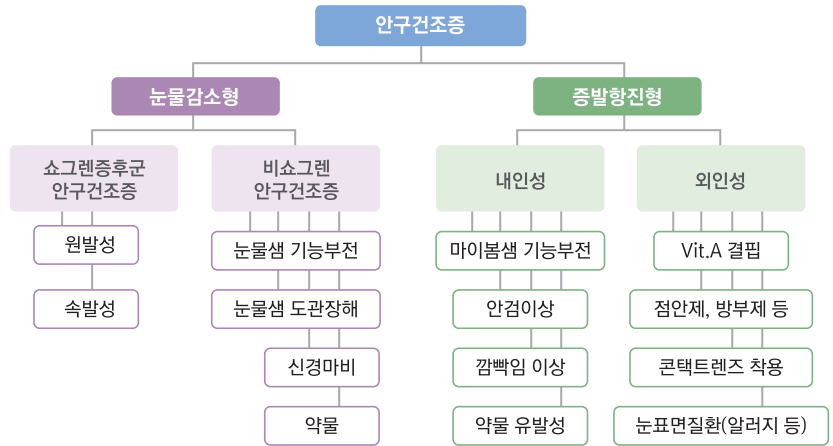 안구건조증
눈물감소형
증발항진형
쇼그렌증후군
안구건조증
비쇼그렌
안구건조증
내인성
외인성
원발성
속발성
눈물샘 기능부전
눈물샘 도관장해
신경마비
약물
마이봄샘 기능부전
안검이상
깜빡임 이상
약물 유발성
Vit.A 결핍
점안제, 방부제 등
콘택트렌즈 착용
눈표면질환(알러지 등)